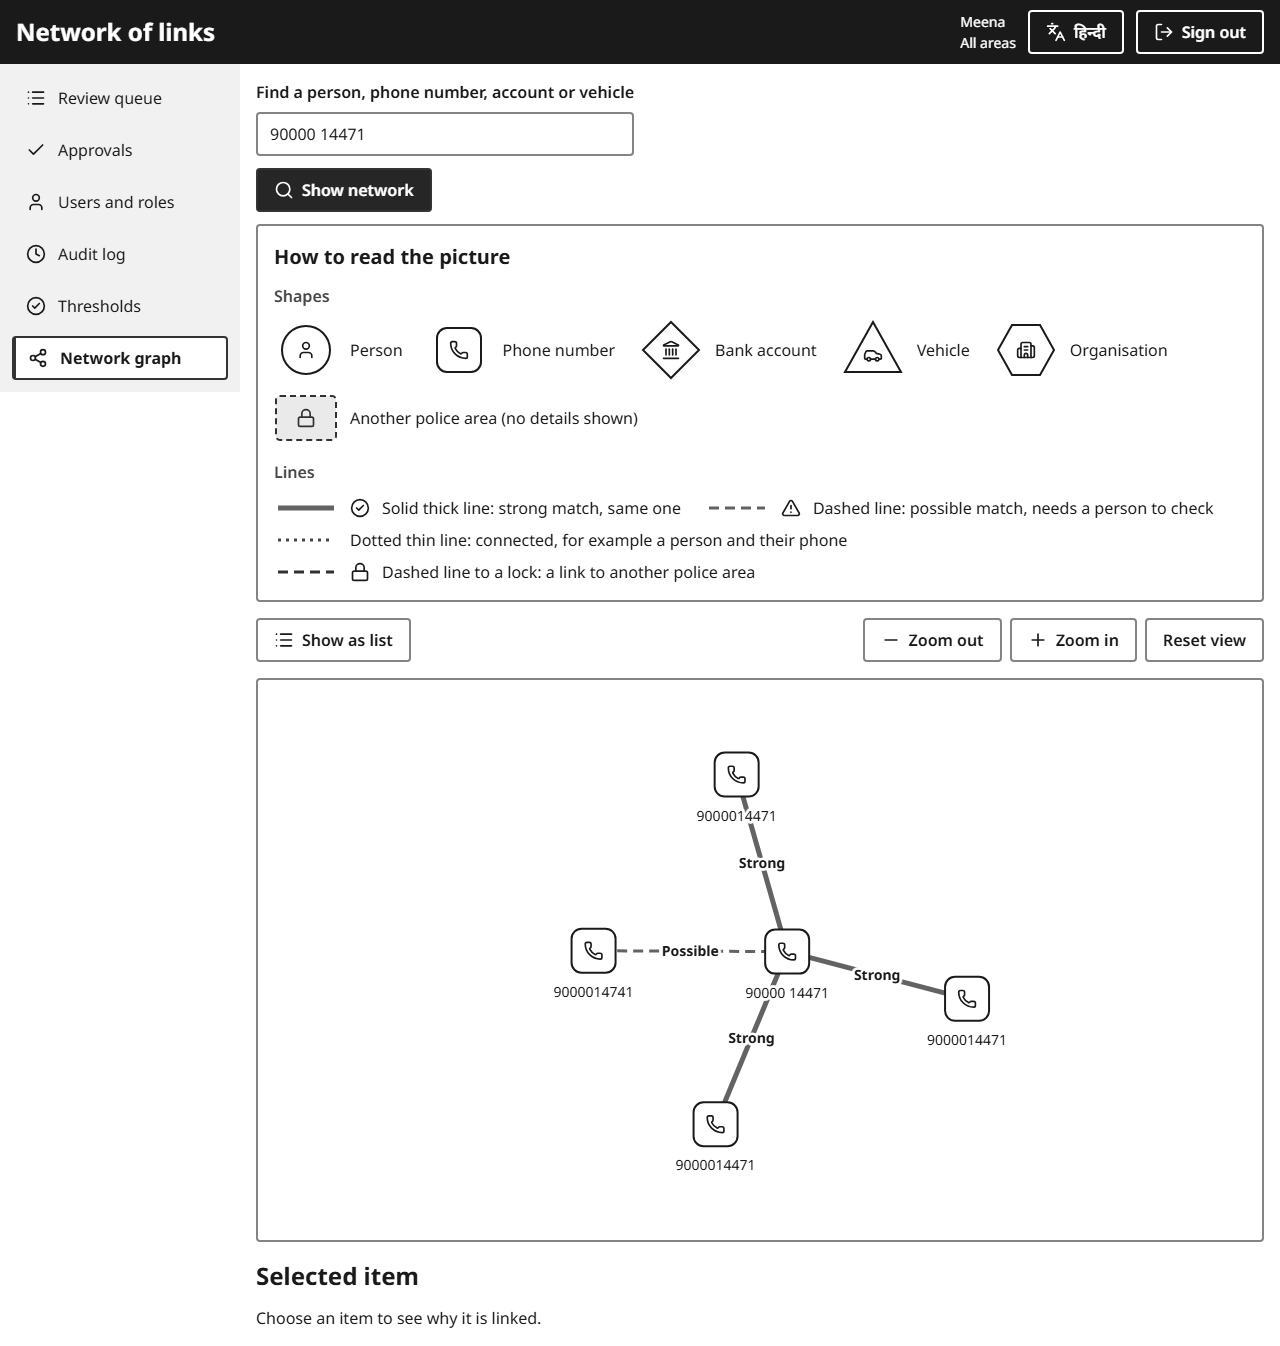 Network of links
Meena
All areas
हिन्दी
Sign out
Review queue
Approvals
Users and roles
Audit log
Thresholds
Network graph
Find a person, phone number, account or vehicle
90000 14471
Show network
How to read the picture
Shapes
Person
Phone number
Bank account
Vehicle
Organisation
Another police area (no details shown)
Lines
Solid thick line: strong match, same one
Dashed line: possible match, needs a person to check
Dotted thin line: connected, for example a person and their phone
Dashed line to a lock: a link to another police area
Show as list
Zoom out
Zoom in
Reset view
9000014471
Strong
Possible
9000014741
90000 14471
Strong
9000014471
Strong
9000014471
Selected item
Choose an item to see why it is linked.